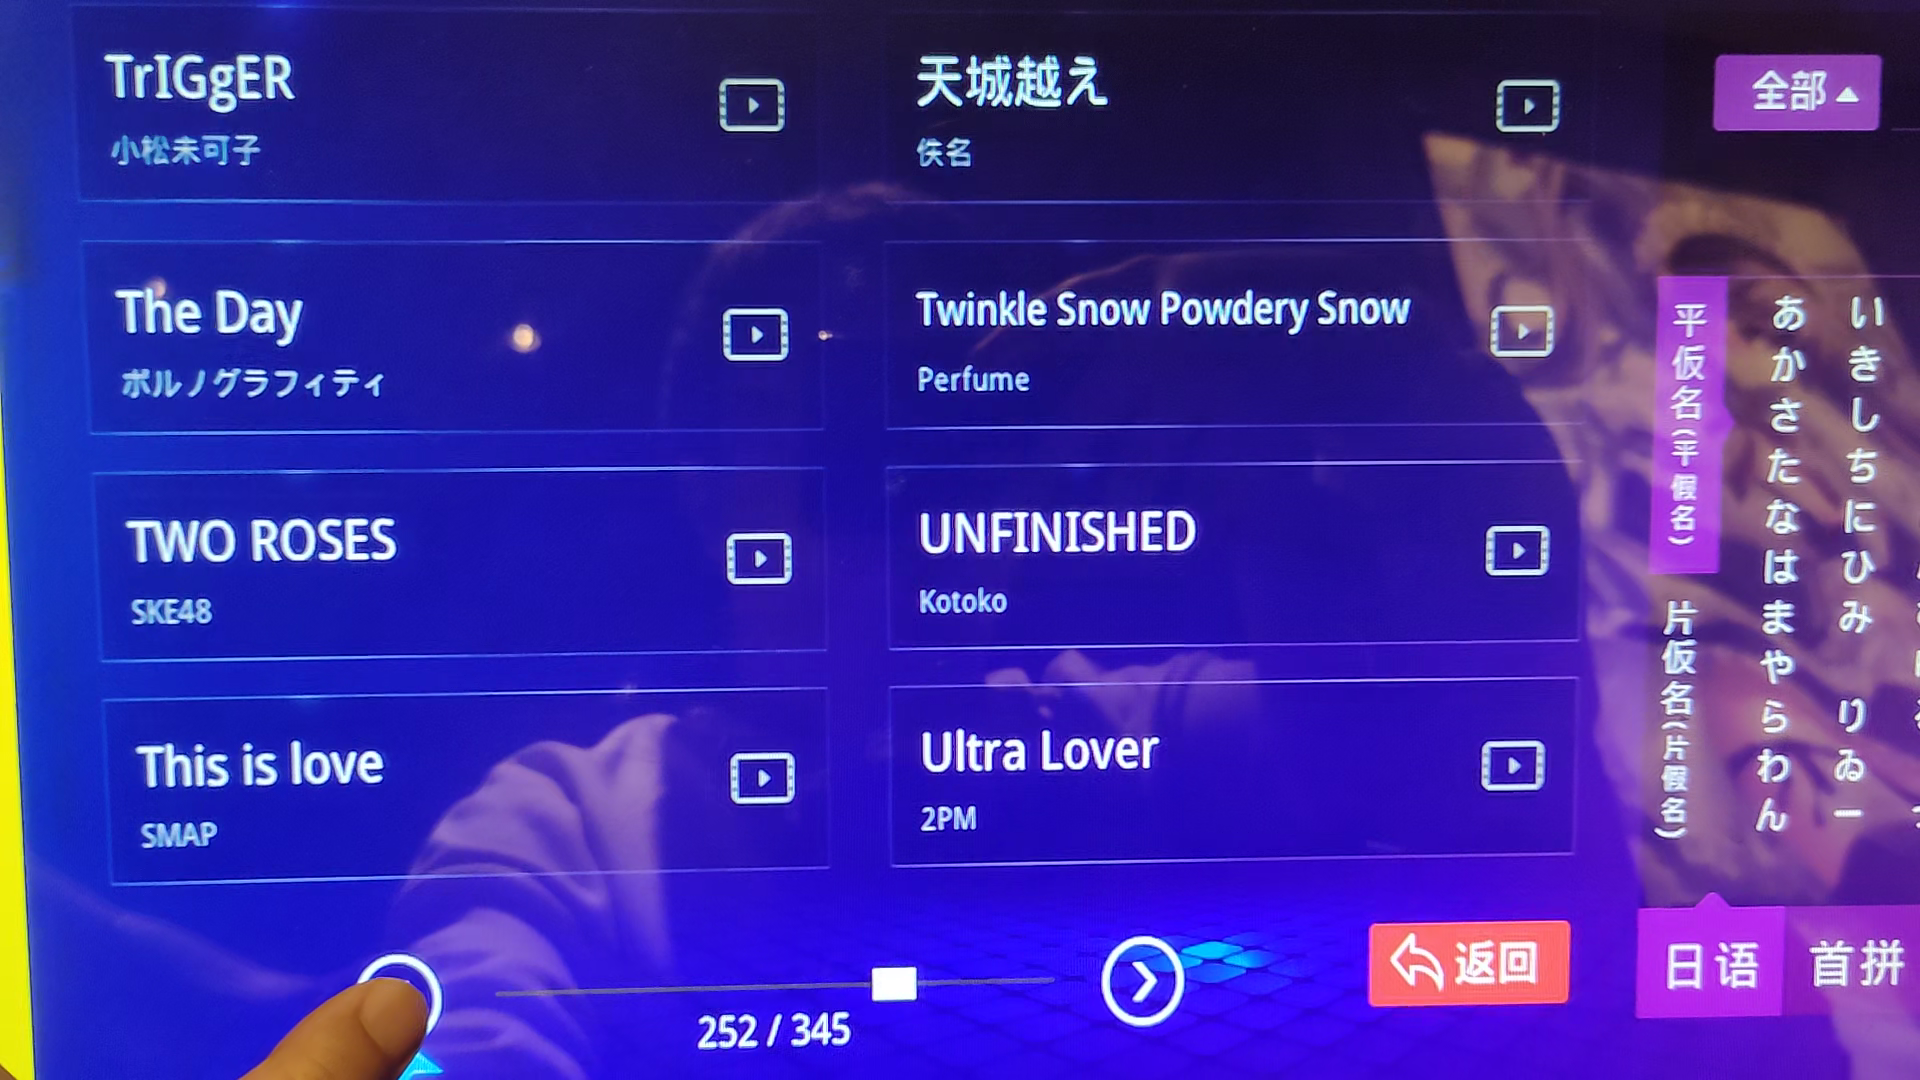 TrIGgER
小松未可子
天城越え
佚名
The Day
ポルノグラフィティ
Twinkle Snow Powdery Snow
Perfume
TWO ROSES
SKE48
UNFINISHED
Kotoko
This is love
SMAP
Ultra Lover
2PM
252 / 345
返回
全部
平仮名(平假名)
片仮名(片假名)
あかさたなはまやらわん
いきしちにひみ りゐー
日语
首拼